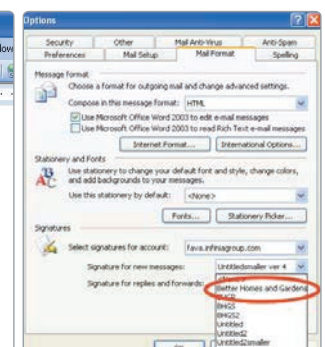 Options
Security Other Mail Anti-Virus Anti-Spam
Preferences Mail Setup Mail Format Spelling
Message format
Choose a format for outgoing mail and change advanced settings.
Compose in this message format: HTML
Use Microsoft Office Word 2003 to edit e-mail messages
Use Microsoft Office Word 2003 to read Rich Text e-mail messages
Internet Format... International Options...
Stationery and Fonts
Use stationery to change your default font and style, change colors,
and add backgrounds to your messages.
Use this stationery by default: <None>
Fonts... Stationery Picker...
Signatures
Select signatures for account: fava.infiniagroup.com
Signature for new messages: Untitledsmaller ver 4
Signature for replies and forwards:
Better Homes and Gardens
BHGS
BHGS2
Untitled
Untitled2
Untitled2smaller